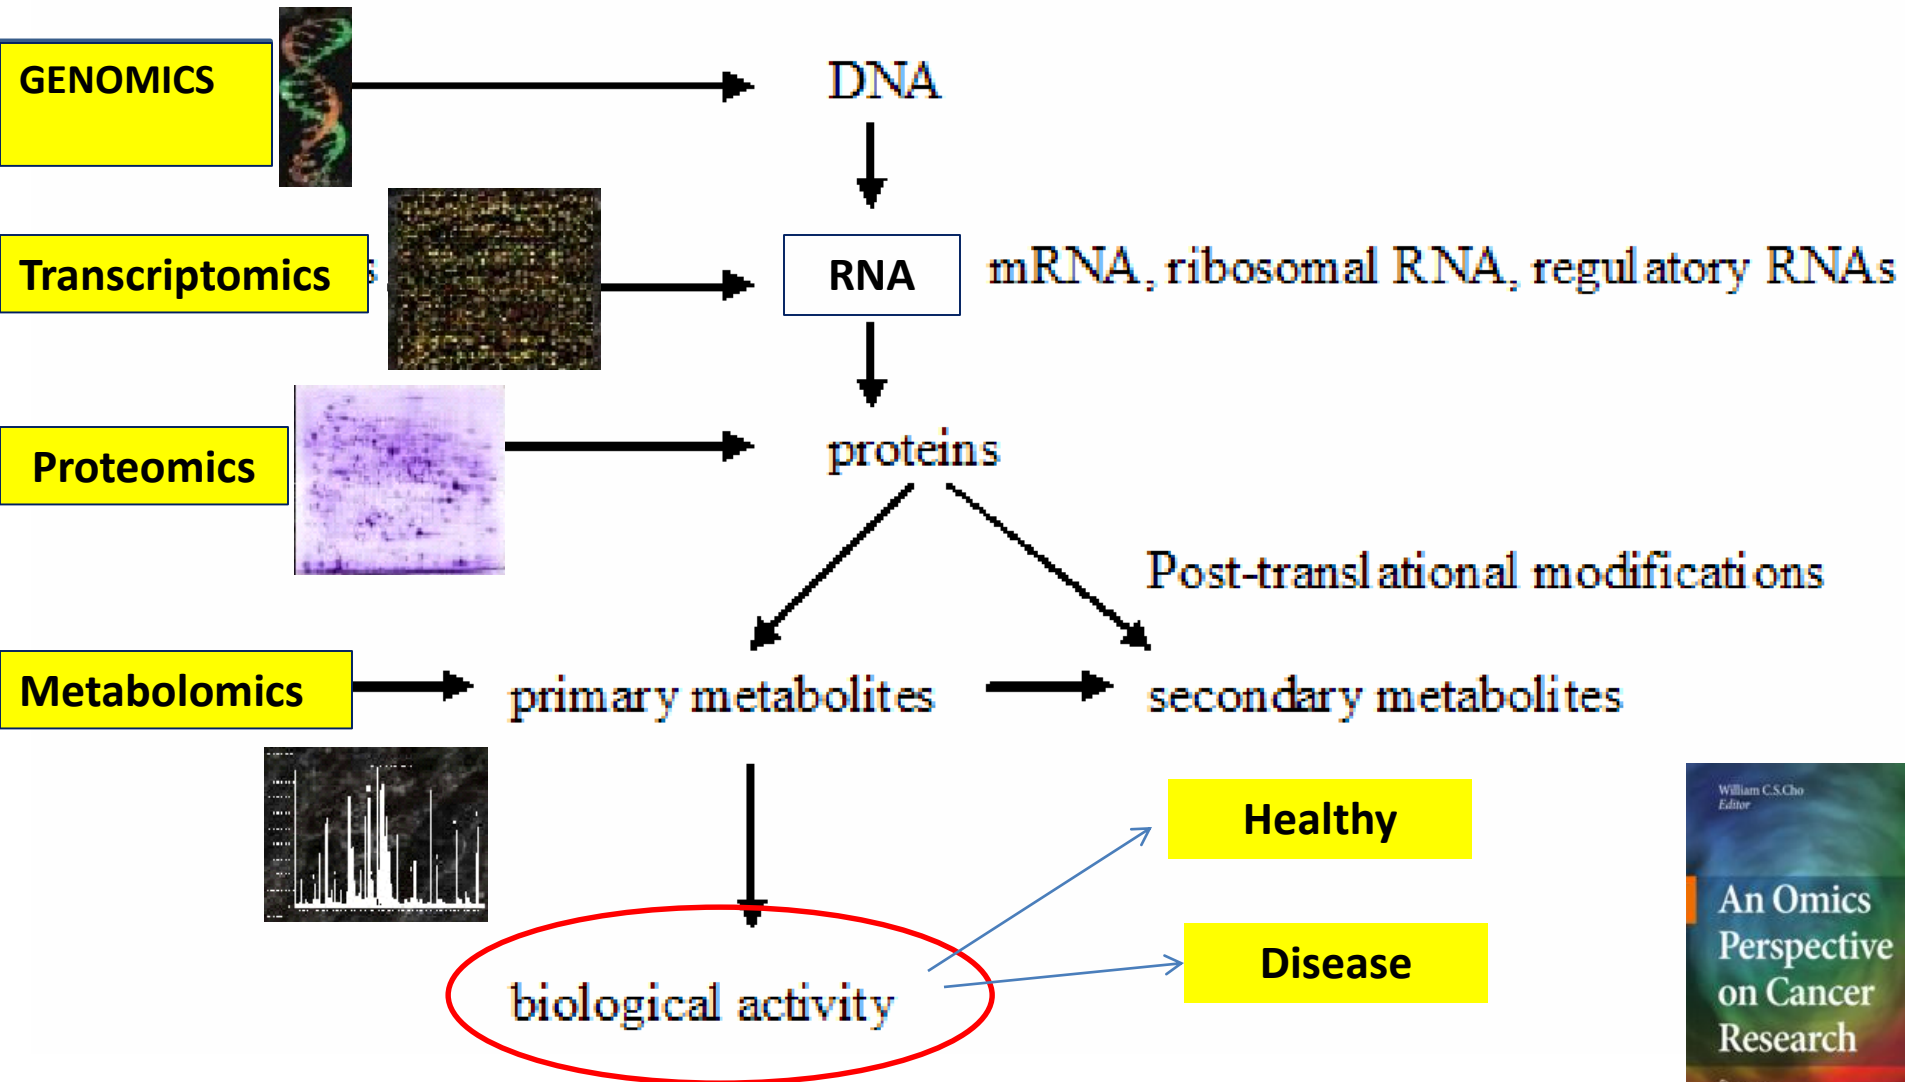 GENOMICS
DNA
Transcriptomics
RNA
mRNA, ribosomal RNA, regulatory RNAs
Proteomics
proteins
Post-translational modifications
Metabolomics
primary metabolites
secondary metabolites
Healthy
Disease
biological activity
William C.S.Cho
Editor
An Omics
Perspective
on Cancer
Research